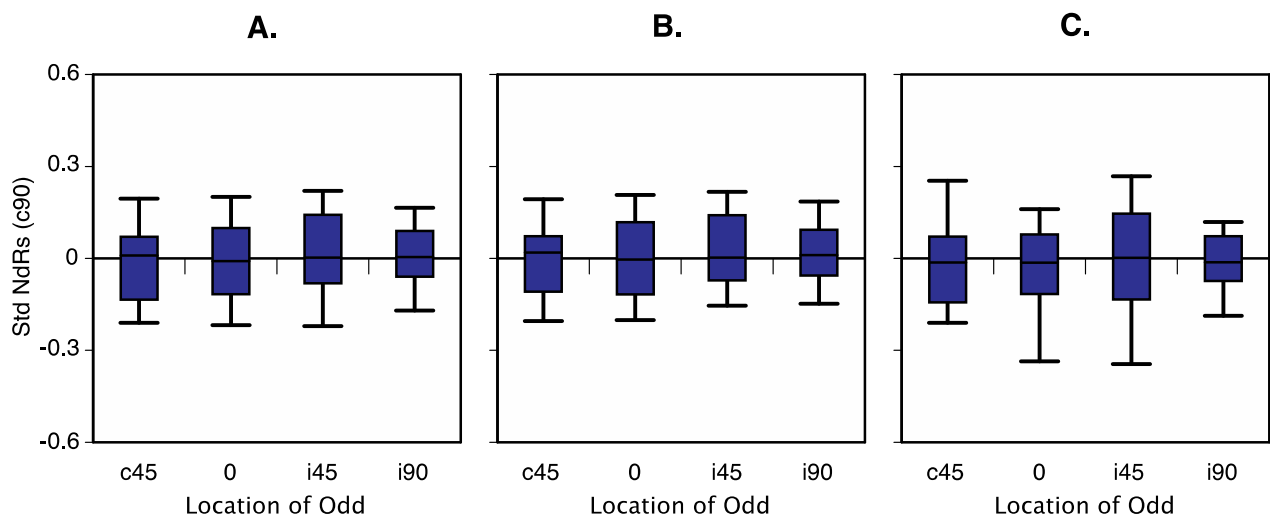 A. B. C.
Std NdRs (c90)
0.6
0.3
0
-0.3
-0.6
c45 0 i45 i90 c45 0 i45 i90 c45 0 i45 i90
Location of Odd Location of Odd Location of Odd